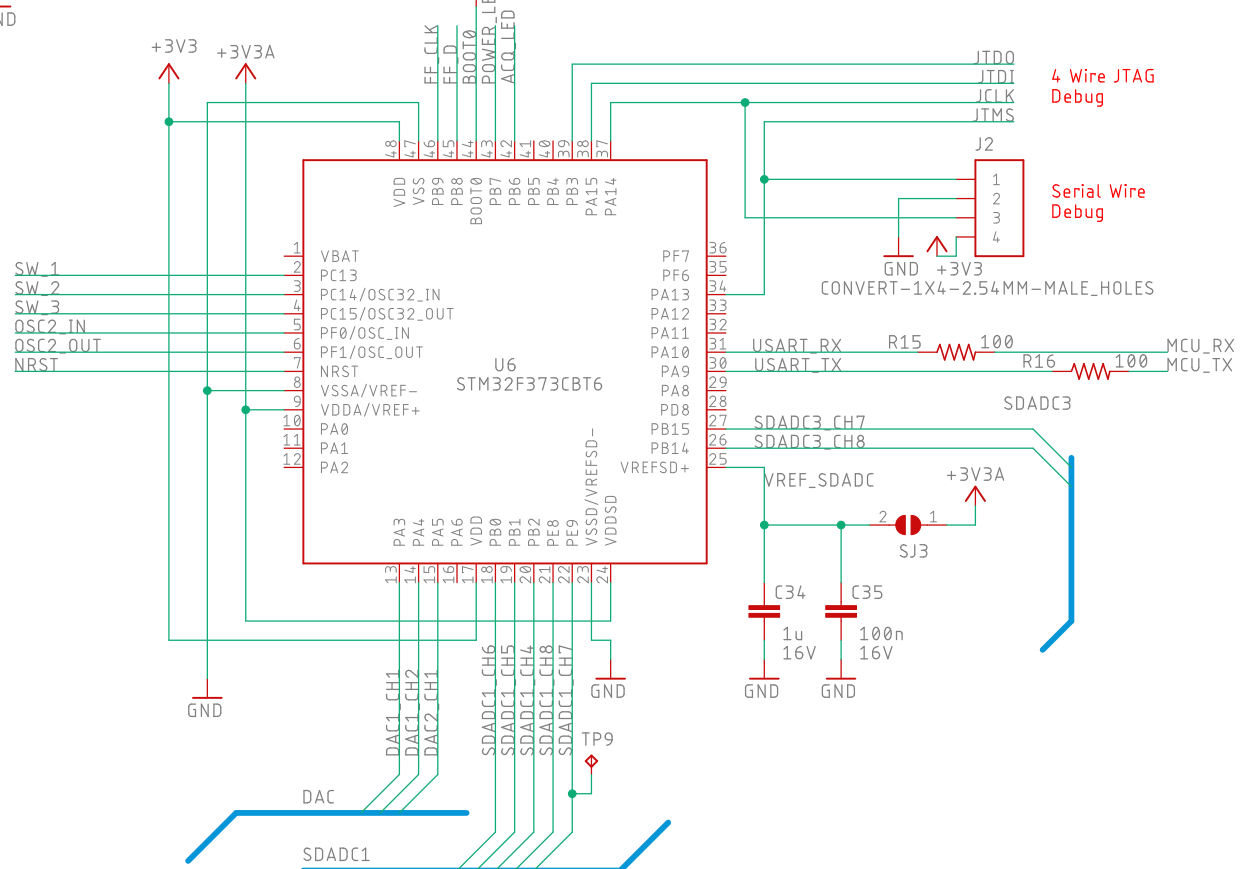 ND
+3V3
+3V3A
FF_CLK
FF_D
BOOT0
POWER_LE
ACQ_LED
JTDO
JTDI
JCLK
JTMS
4 Wire JTAG
Debug
J2
1
2
3
4
Serial Wire
Debug
GND
+3V3
CONVERT-1X4-2.54MM-MALE_HOLES
48
47
46
45
44
43
42
41
40
39
38
37
VDD
VSS
PB9
PB8
BOOT0
PB7
PB6
PB5
PB4
PB3
PA15
PA14
SW_1
SW_2
SW_3
OSC2_IN
OSC2_OUT
NRST
1 VBAT
2 PC13
3 PC14/OSC32_IN
4 PC15/OSC32_OUT
5 PF0/OSC_IN
6 PF1/OSC_OUT
7 NRST
8 VSSA/VREF-
9 VDDA/VREF+
10 PA0
11 PA1
12 PA2
U6
STM32F373CBT6
PF7 36
PF6 35
PA13 34
PA12 33
PA11 32
PA10 31
PA9 30
PA8 29
PD8 28
PB15 27
PB14 26
VREFSD+ 25
USART_RX R15 100 MCU_RX
USART_TX R16 100 MCU_TX
SDADC3
SDADC3_CH7
SDADC3_CH8
VREF_SDADC
+3V3A
2 1
SJ3
C34
1u
16V
C35
100n
16V
GND
GND
PA3
PA4
PA5
PA6
VDD
PB0
PB1
PB2
PE8
PE9
VSSD/VREFSD-
VDDSD
13
14
15
16
17
18
19
20
21
22
23
24
GND
GND
DAC1_CH1
DAC1_CH2
DAC2_CH1
SDADC1_CH6
SDADC1_CH5
SDADC1_CH4
SDADC1_CH8
SDADC1_CH7
TP9
DAC
SDADC1